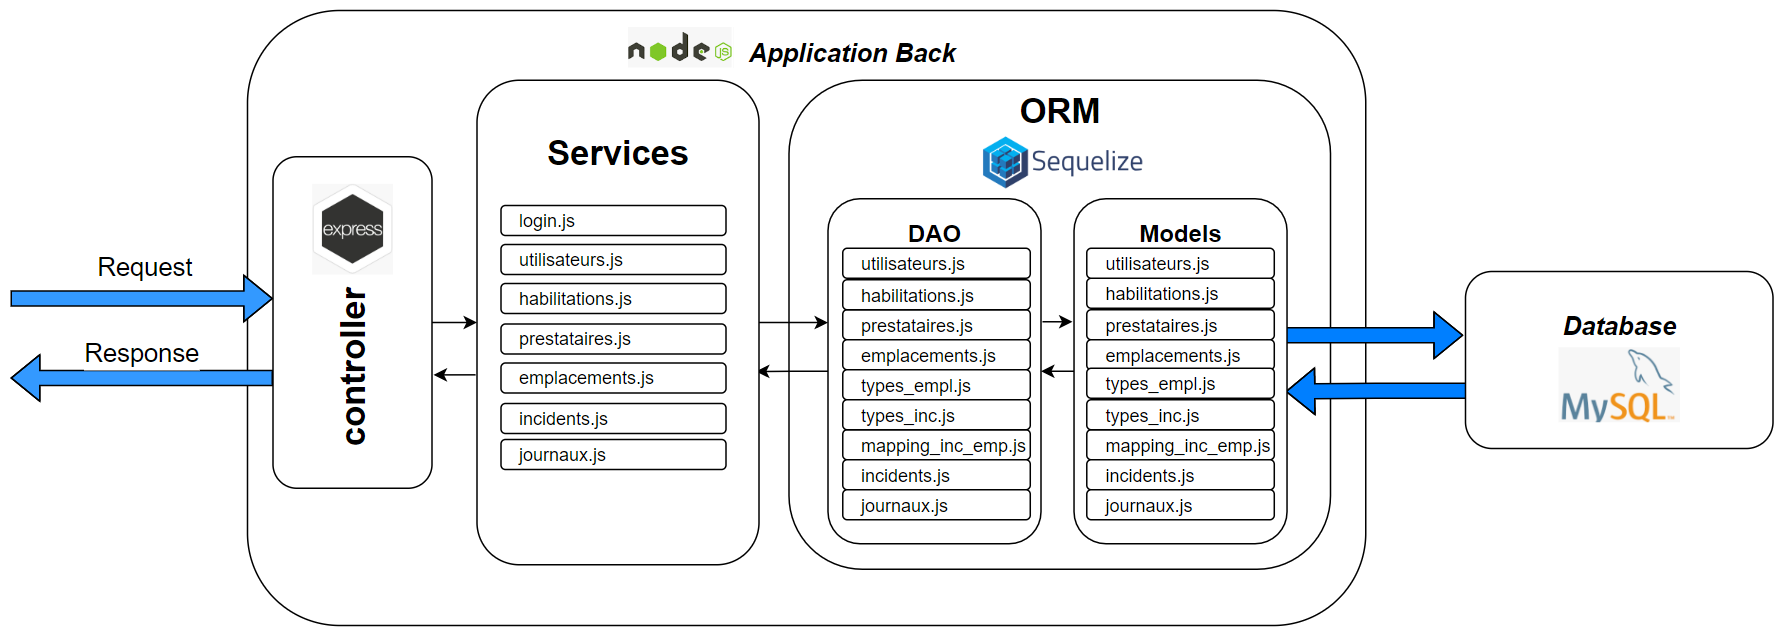 node JS
Application Back
Request
Response
express
controller
Services
login.js
utilisateurs.js
habilitations.js
prestataires.js
emplacements.js
incidents.js
journaux.js
ORM
Sequelize
DAO
utilisateurs.js
habilitations.js
prestataires.js
emplacements.js
types_empl.js
types_inc.js
mapping_inc_emp.js
incidents.js
journaux.js
Models
utilisateurs.js
habilitations.js
prestataires.js
emplacements.js
types_empl.js
types_inc.js
mapping_inc_emp.js
incidents.js
journaux.js
Database
MySQL